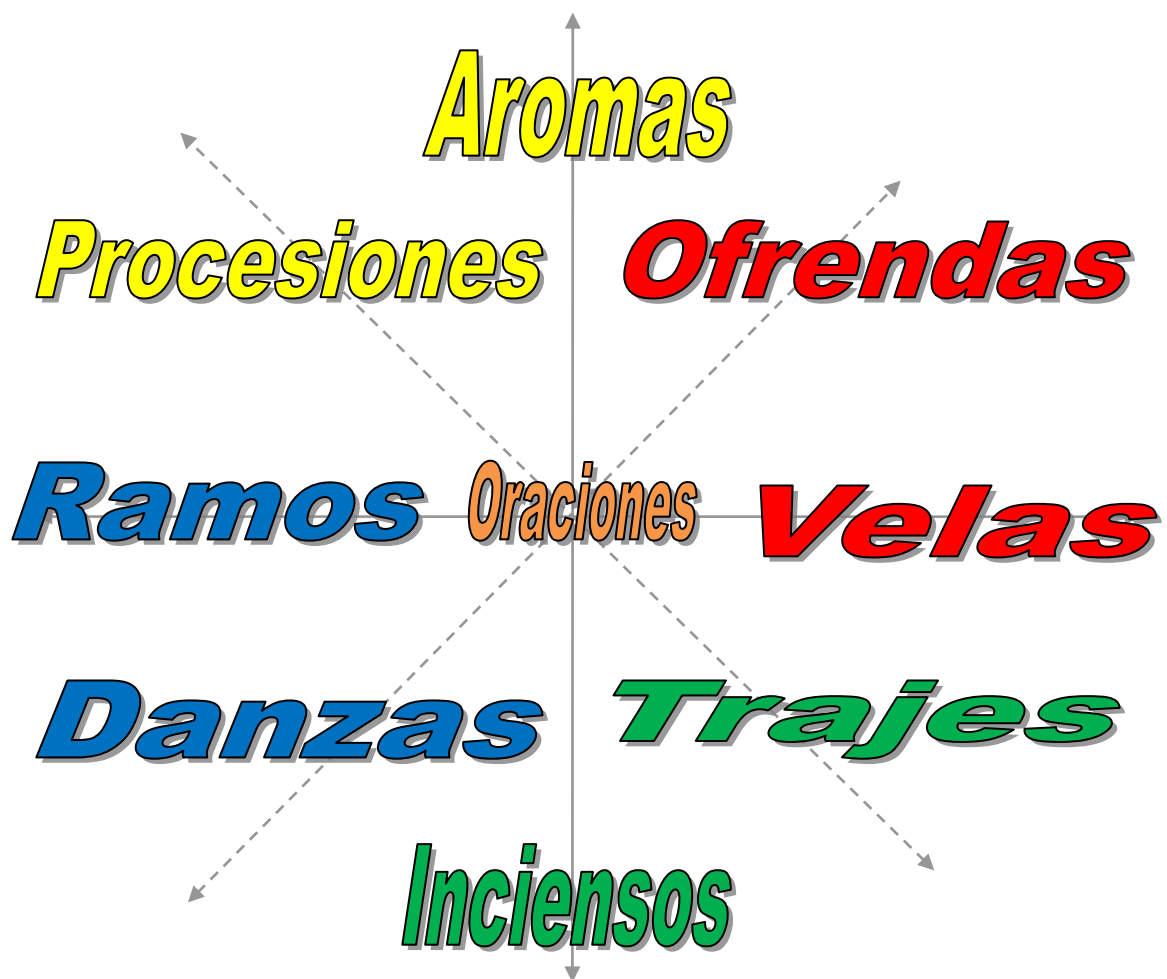 Aromas
Procesiones
Ofrendas
Ramos
Oraciones
Velas
Danzas
Trajes
Inciensos